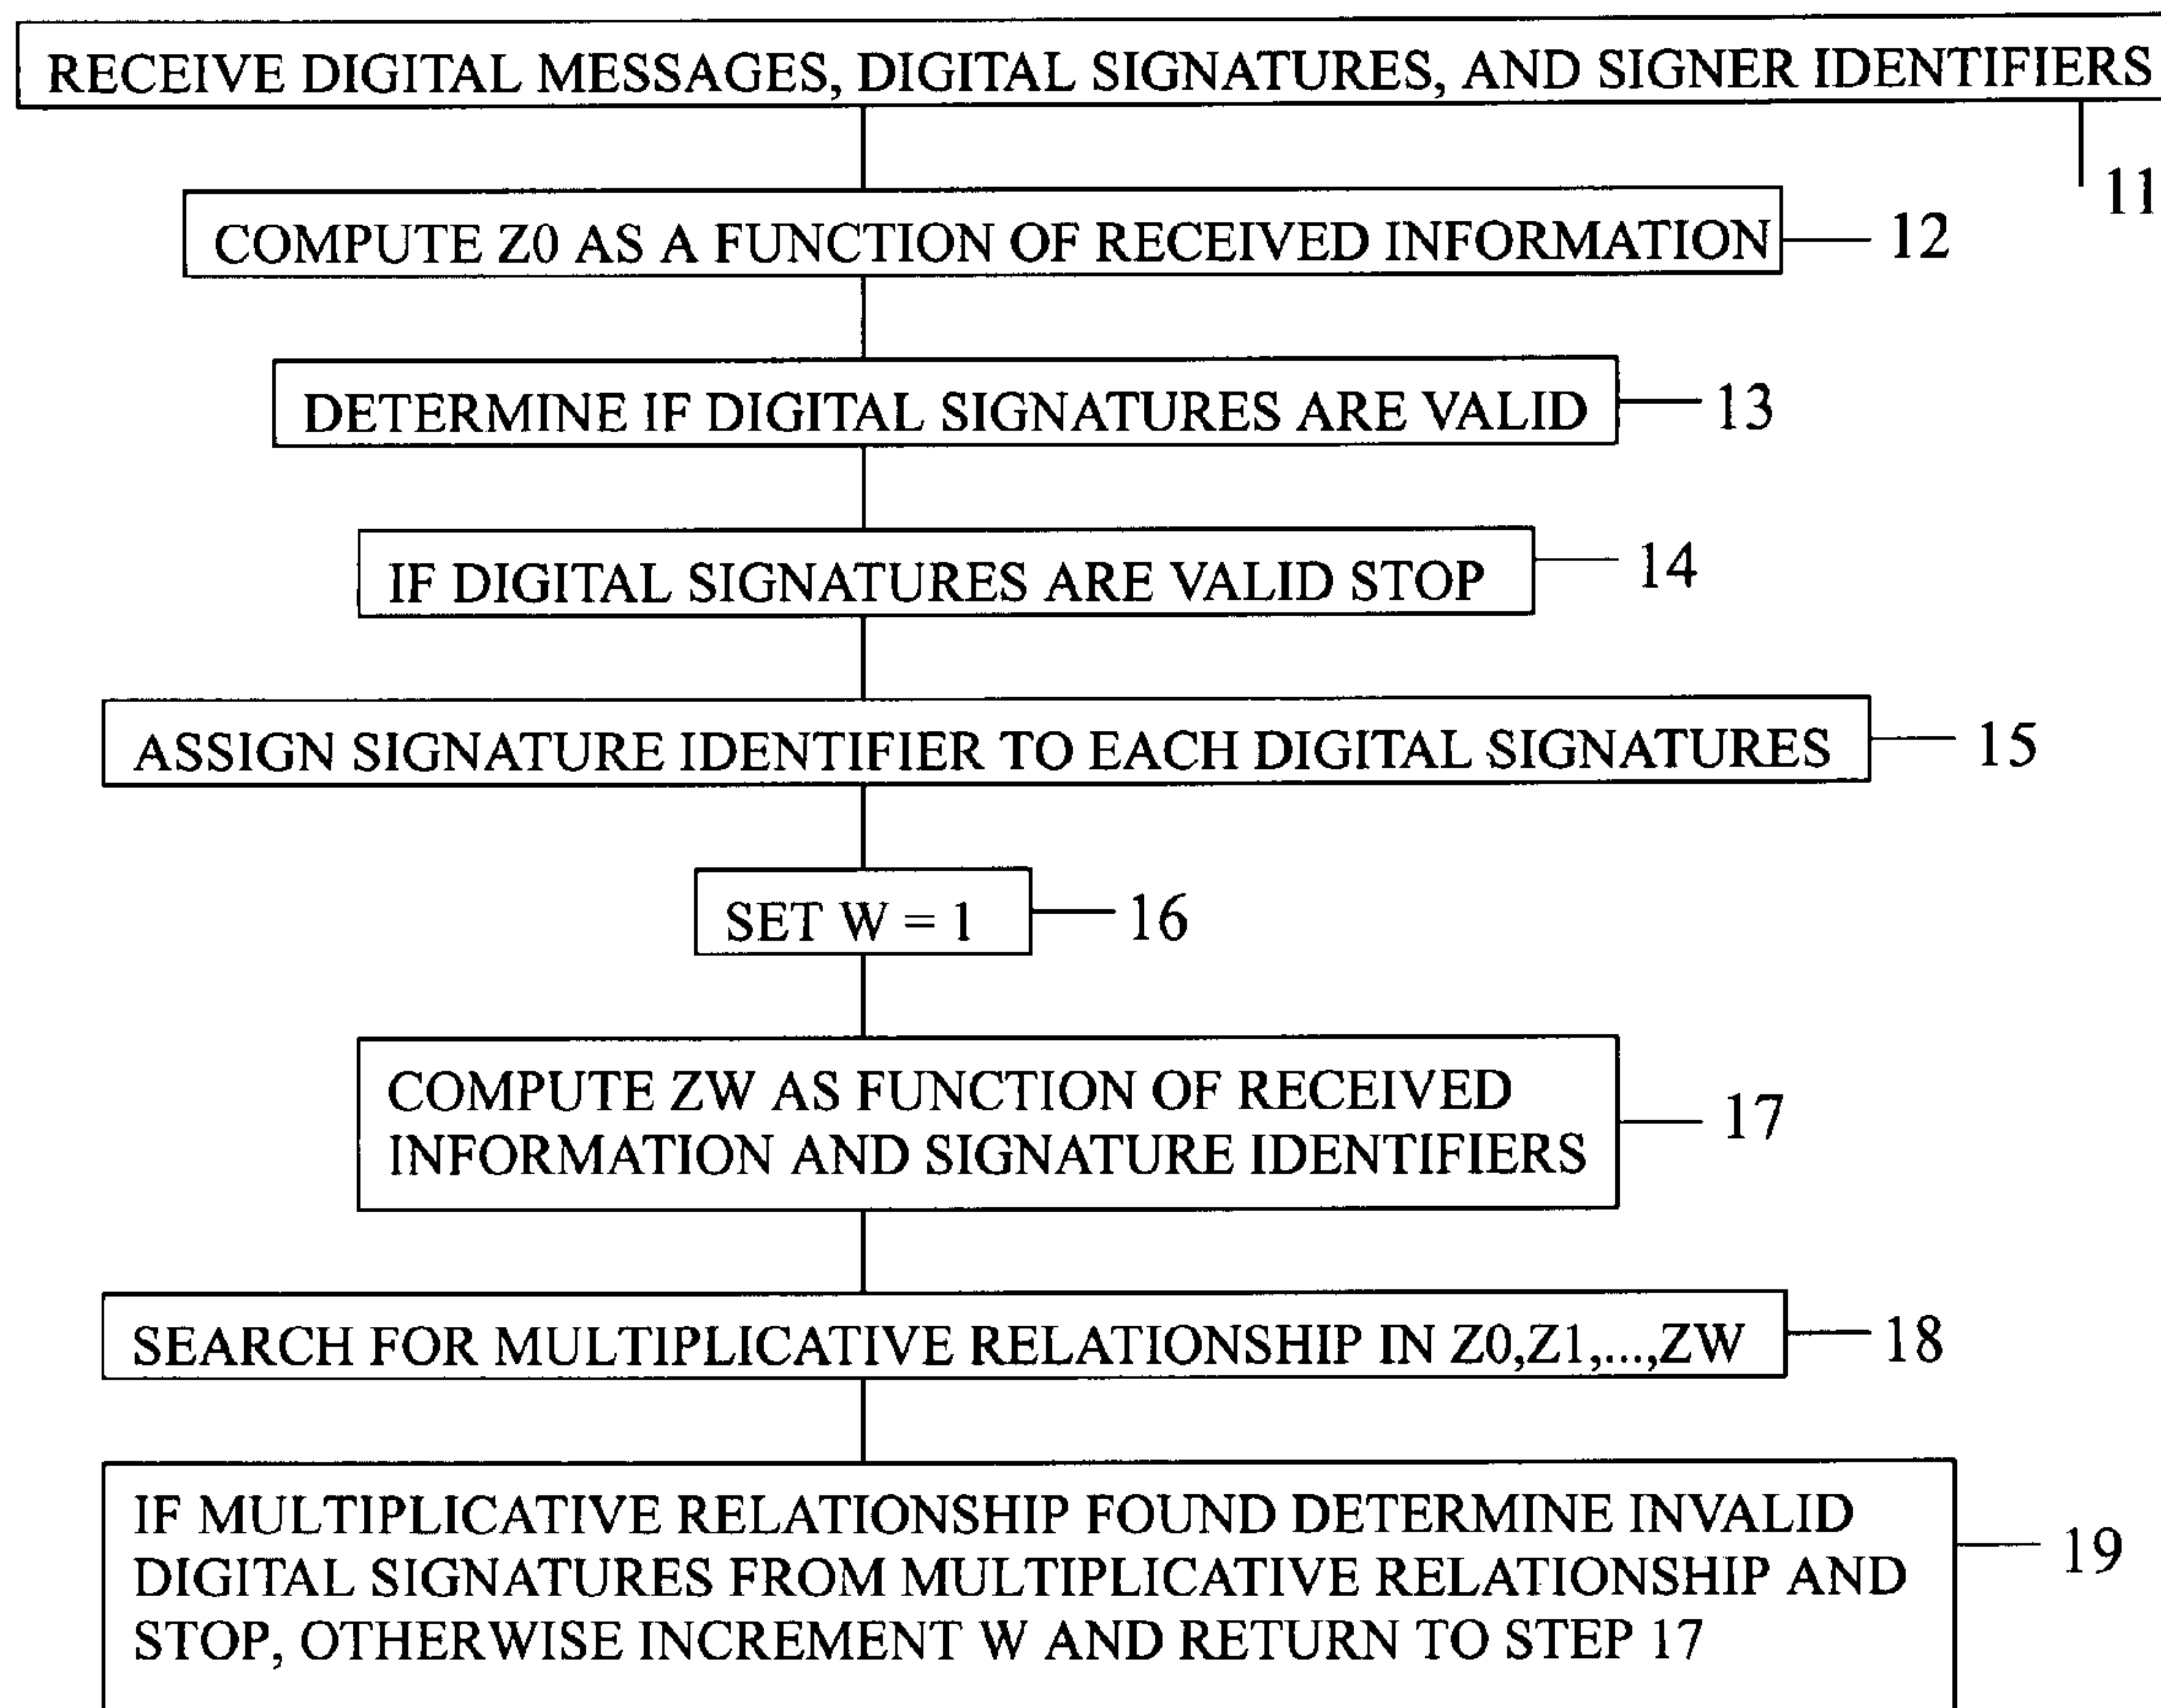 RECEIVE DIGITAL MESSAGES, DIGITAL SIGNATURES, AND SIGNER IDENTIFIERS
11
COMPUTE Z0 AS A FUNCTION OF RECEIVED INFORMATION
12
DETERMINE IF DIGITAL SIGNATURES ARE VALID
13
IF DIGITAL SIGNATURES ARE VALID STOP
14
ASSIGN SIGNATURE IDENTIFIER TO EACH DIGITAL SIGNATURES
15
SET W = 1
16
COMPUTE ZW AS FUNCTION OF RECEIVED
INFORMATION AND SIGNATURE IDENTIFIERS
17
SEARCH FOR MULTIPLICATIVE RELATIONSHIP IN Z0,Z1,...,ZW
18
IF MULTIPLICATIVE RELATIONSHIP FOUND DETERMINE INVALID
DIGITAL SIGNATURES FROM MULTIPLICATIVE RELATIONSHIP AND
STOP, OTHERWISE INCREMENT W AND RETURN TO STEP 17
19